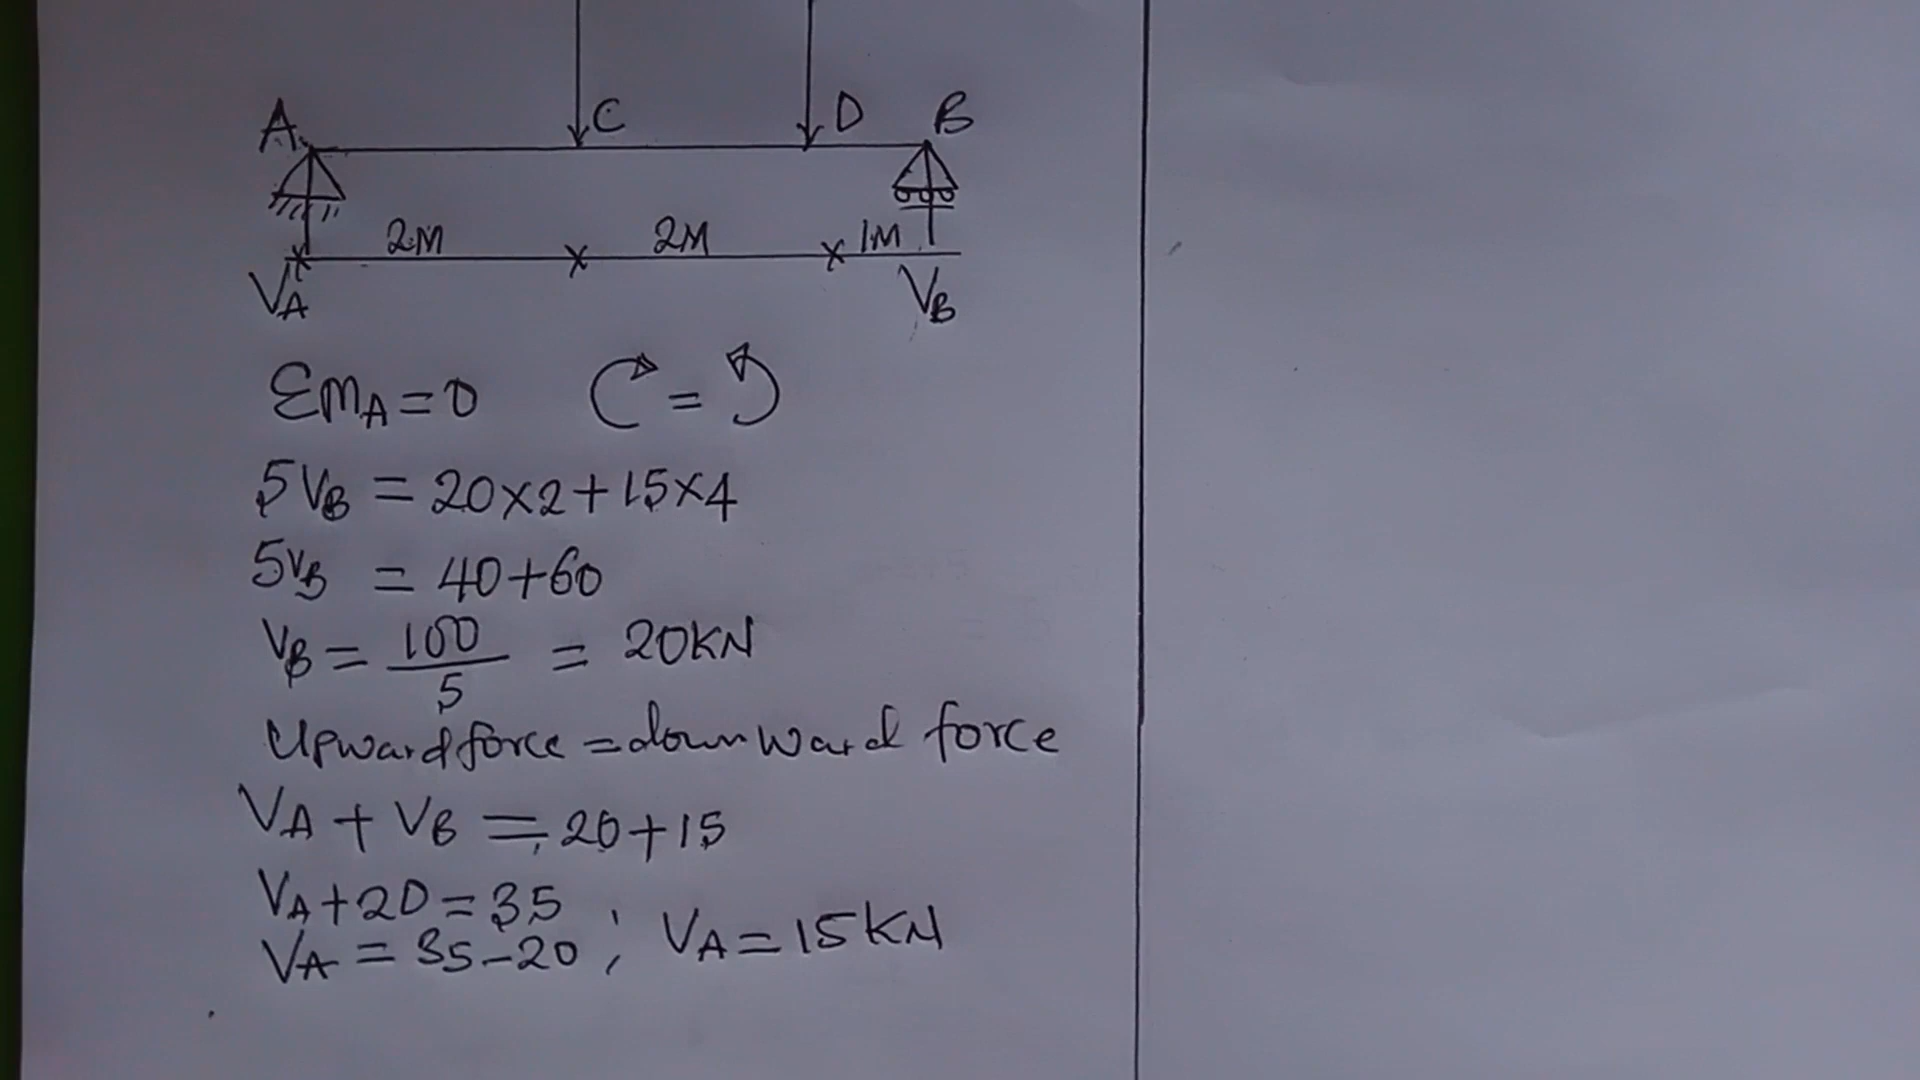 A C D B
2M 2M 1M
VA VB
ΣMA=0 =
5VB = 20×2+15×4
5VB = 40+60
VB = 100/5 = 20KN
Upward force = downward force
VA + VB = 20+15
VA+20=35
VA = 35-20 ; VA=15KN